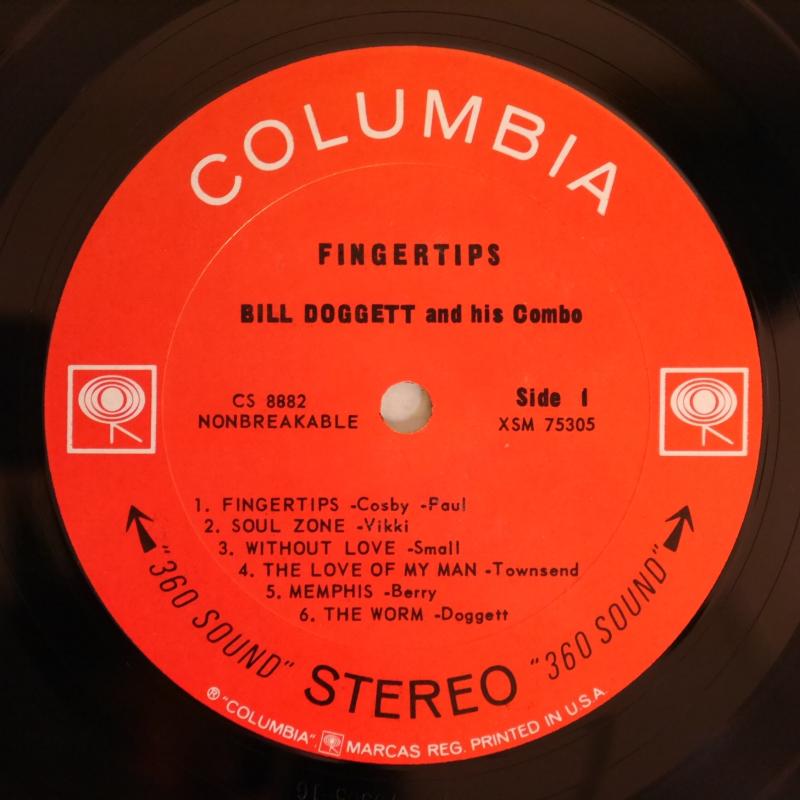 COLUMBIA
FINGERTIPS
BILL DOGGETT and his Combo
CS 8882
NONBREAKABLE
Side 1
XSM 75305
1. FINGERTIPS -Cosby -Paul
2. SOUL ZONE -Vikki
3. WITHOUT LOVE -Small
4. THE LOVE OF MY MAN -Townsend
5. MEMPHIS -Berry
6. THE WORM -Doggett
"360 SOUND" STEREO "360 SOUND"
® "COLUMBIA" MARCAS REG. PRINTED IN U.S.A.